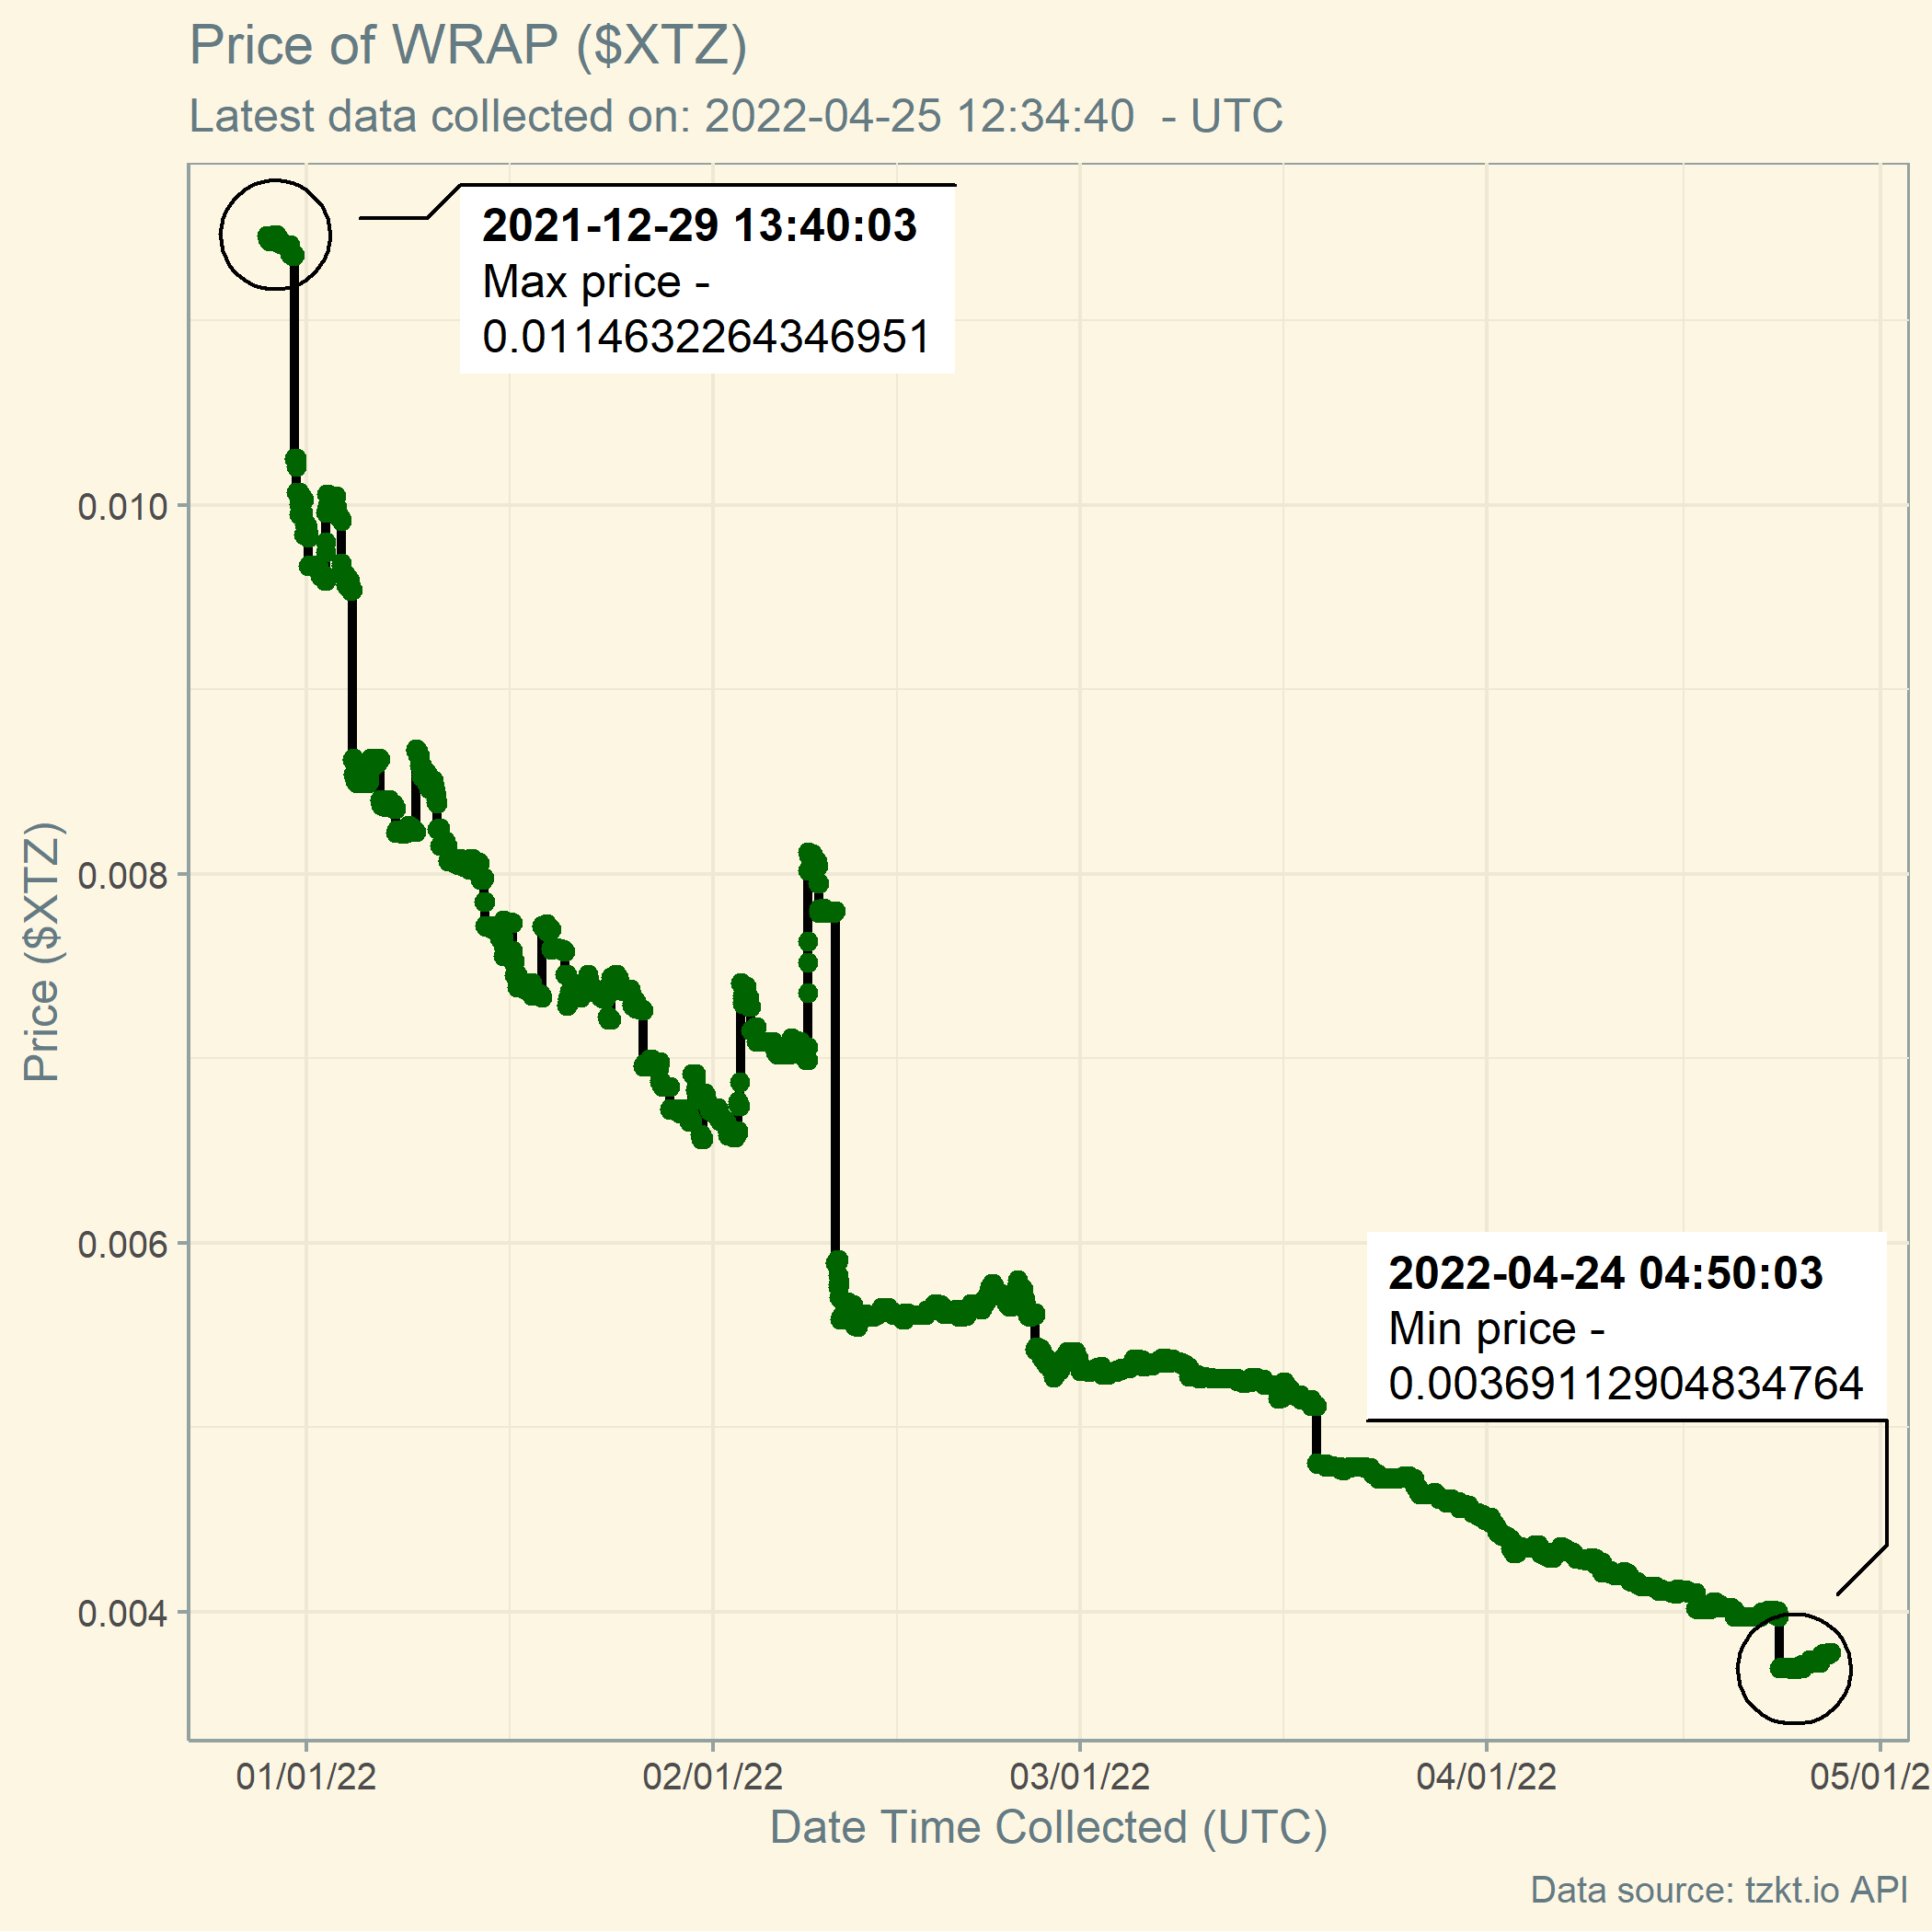 Price of WRAP ($XTZ)
Latest data collected on: 2022-04-25 12:34:40  - UTC
2021-12-29 13:40:03
Max price -
0.0114632264346951
0.010
0.008
0.006
0.004
Price ($XTZ)
2022-04-24 04:50:03
Min price -
0.00369112904834764
01/01/22
02/01/22
03/01/22
04/01/22
05/01/2
Date Time Collected (UTC)
Data source: tzkt.io API